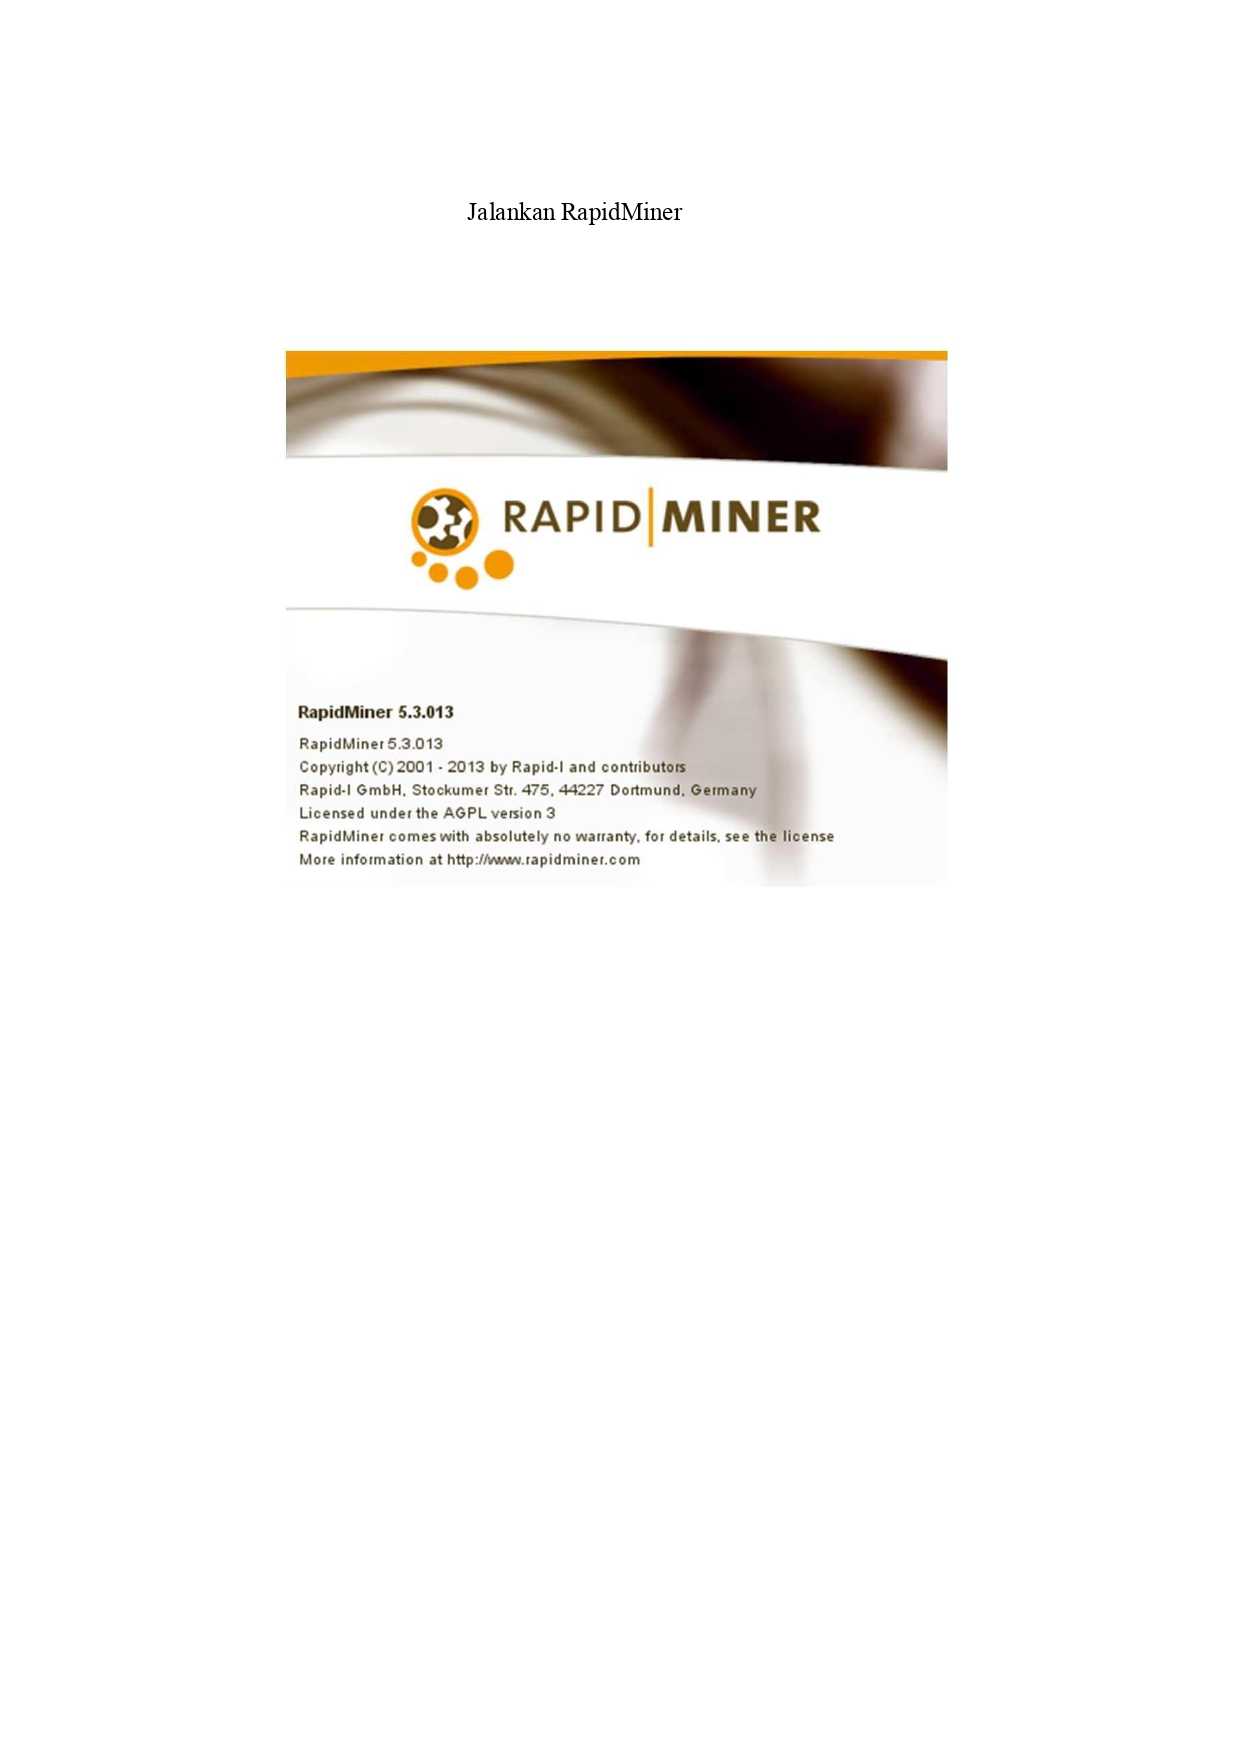 Jalankan RapidMiner
RAPID MINER
RapidMiner 5.3.013
RapidMiner 5.3.013
Copyright (C) 2001 - 2013 by Rapid-I and contributors
Rapid-I GmbH, Stockumer Str. 475, 44227 Dortmund, Germany
Licensed under the AGPL version 3
RapidMiner comes with absolutely no warranty, for details, see the license
More information at http://www.rapidminer.com